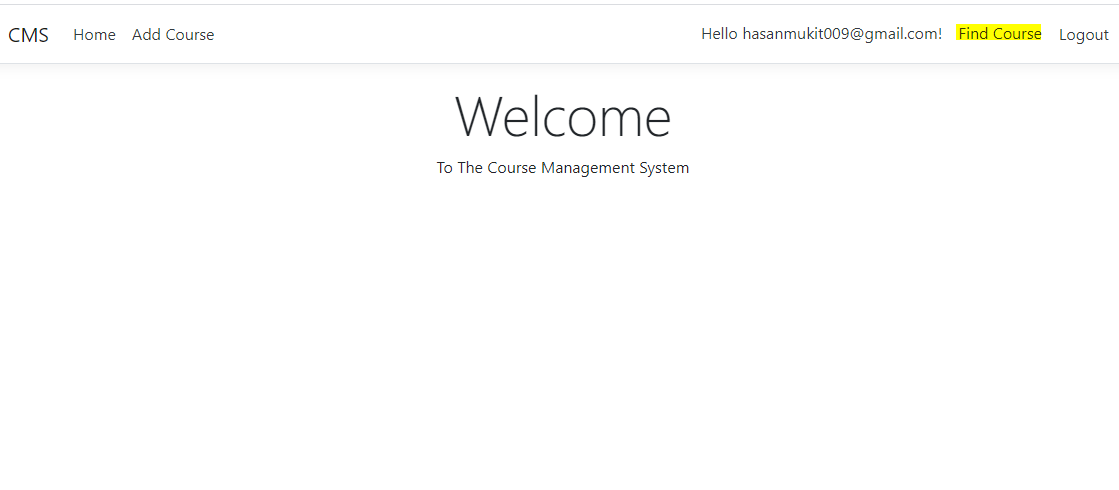 CMS Home Add Course Hello hasanmukit009@gmail.com! Find Course Logout
Welcome
To The Course Management System